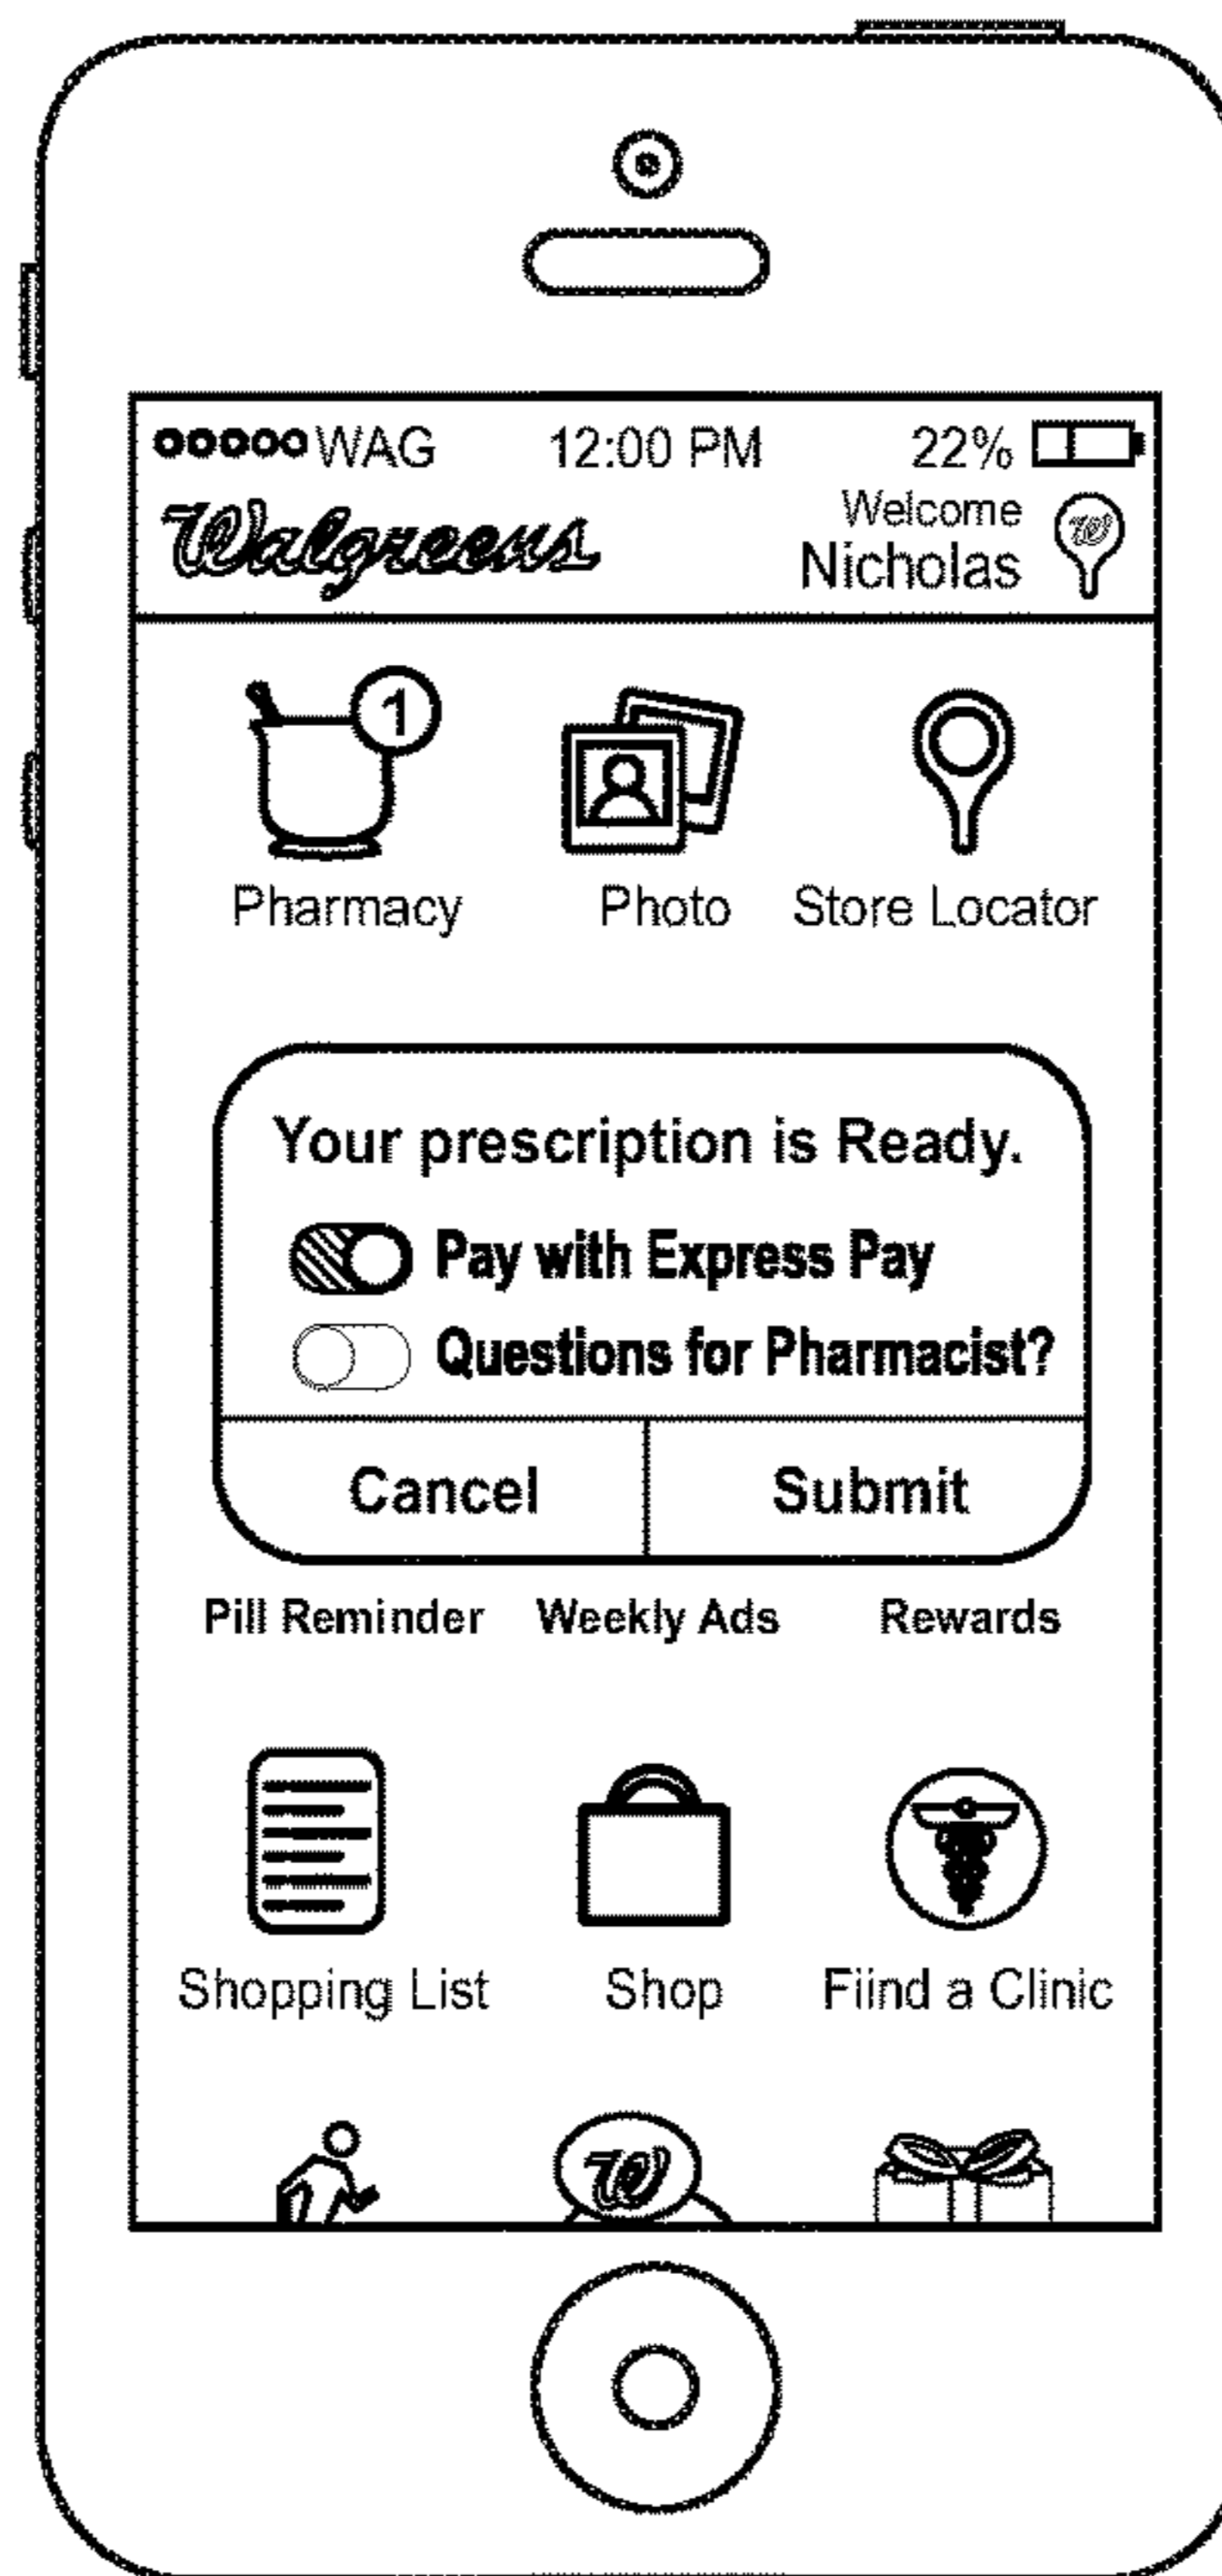 WAG 12:00 PM 22%
Walgreens Welcome Nicholas W
1
Pharmacy Photo Store Locator
Your prescription is Ready.
Pay with Express Pay
Questions for Pharmacist?
Cancel Submit
Pill Reminder Weekly Ads Rewards
Shopping List Shop Fiind a Clinic
W